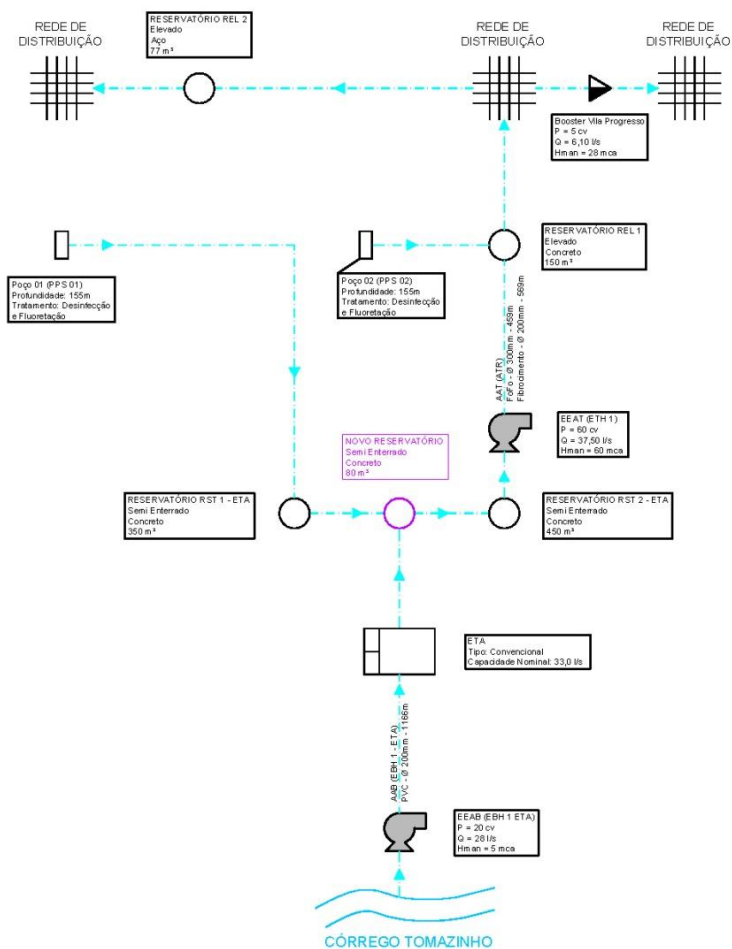 RESERVATÓRIO REL 2
Elevado
Aço
77 m³
REDE DE
DISTRIBUIÇÃO
REDE DE
DISTRIBUIÇÃO
REDE DE
DISTRIBUIÇÃO
Booster Vila Progresso
P = 5 cv
Q = 6,10 l/s
Hman = 28 mca
RESERVATÓRIO REL 1
Elevado
Concreto
150 m³
Poço 01 (PPS 01)
Profundidade: 155m
Tratamento: Desinfecção
e Fluoretação
Poço 02 (PPS 02)
Profundidade: 155m
Tratamento: Desinfecção
e Fluoretação
AAT (ATR)
FoFo - Ø 300mm - 459m
Fibrocimento - Ø 200mm - 569m
EEAT (ETH 1)
P = 60 cv
Q = 37,50 l/s
Hman = 60 mca
NOVO RESERVATÓRIO
Semi Enterrado
Concreto
80 m³
RESERVATÓRIO RST 1 - ETA
Semi Enterrado
Concreto
350 m³
RESERVATÓRIO RST 2 - ETA
Semi Enterrado
Concreto
450 m³
ETA
Tipo: Convencional
Capacidade Nominal: 33,0 l/s
AAB (EBH 1 - ETA)
PVC - Ø 200mm - 1166m
EEAB (EBH 1 ETA)
P = 20 cv
Q = 28 l/s
Hman = 5 mca
CÓRREGO TOMAZINHO